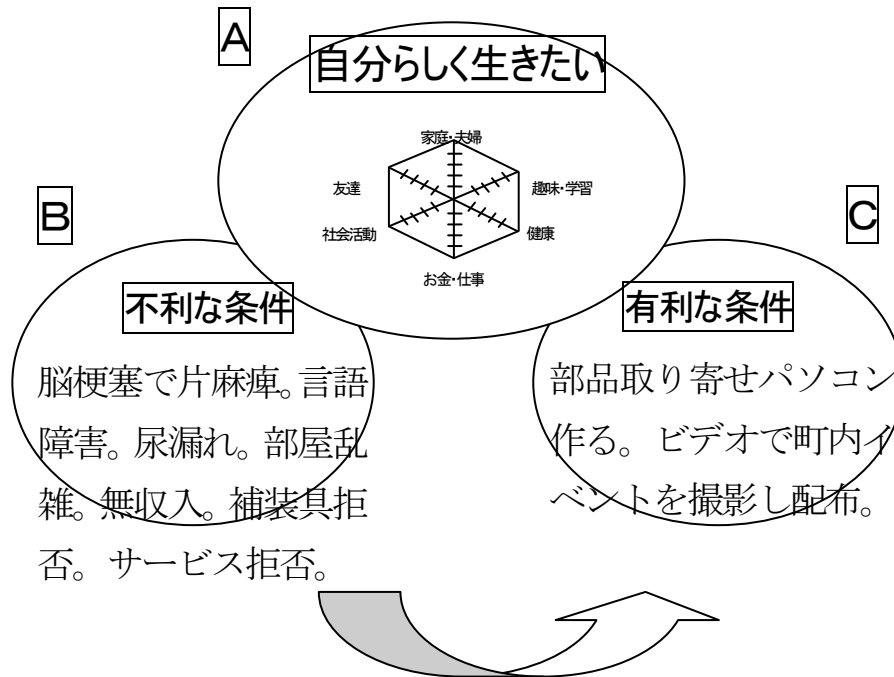 A
自分らしく生きたい
家庭・夫婦
友達
趣味・学習
社会活動
健康
お金・仕事
B
不利な条件
脳梗塞で片麻痺。言語
障害。尿漏れ。部屋乱
雑。無収入。補装具拒
否。サービス拒否。
C
有利な条件
部品取り寄せパソコン
作る。ビデオで町内イ
ベントを撮影し配布。